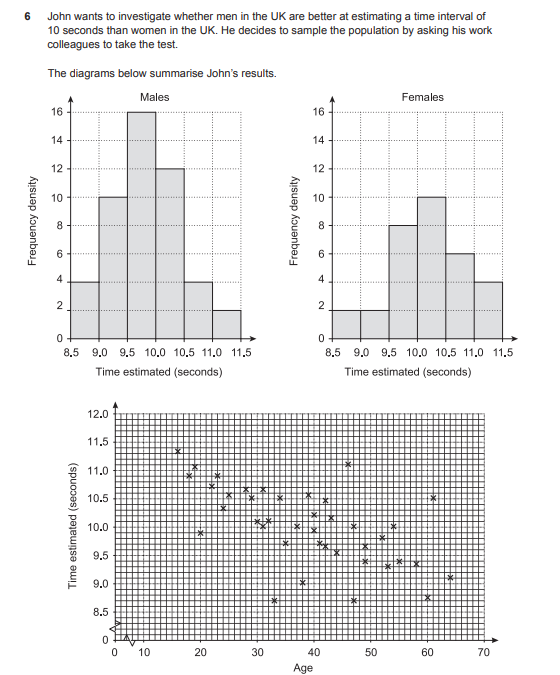 6 John wants to investigate whether men in the UK are better at estimating a time interval of
10 seconds than women in the UK. He decides to sample the population by asking his work
colleagues to take the test.
The diagrams below summarise John's results.
Males
16
14
12
10
8
6
4
2
0
Frequency density
8.5 9.0 9.5 10.0 10.5 11.0 11.5
Time estimated (seconds)
Females
16
14
12
10
8
6
4
2
0
Frequency density
8.5 9.0 9.5 10.0 10.5 11.0 11.5
Time estimated (seconds)
12.0
11.5
11.0
10.5
10.0
9.5
9.0
8.5
0
Time estimated (seconds)
0 10 20 30 40 50 60 70
Age